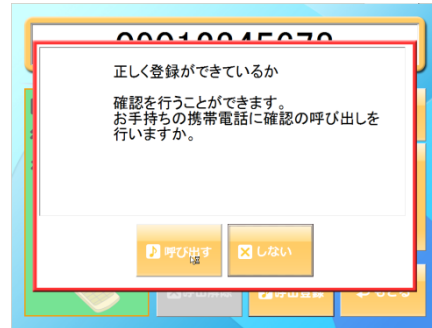 正しく登録ができているか
確認を行うことができます。
お手持ちの携帯電話に確認の呼び出しを
行いますか。
呼び出す
しない